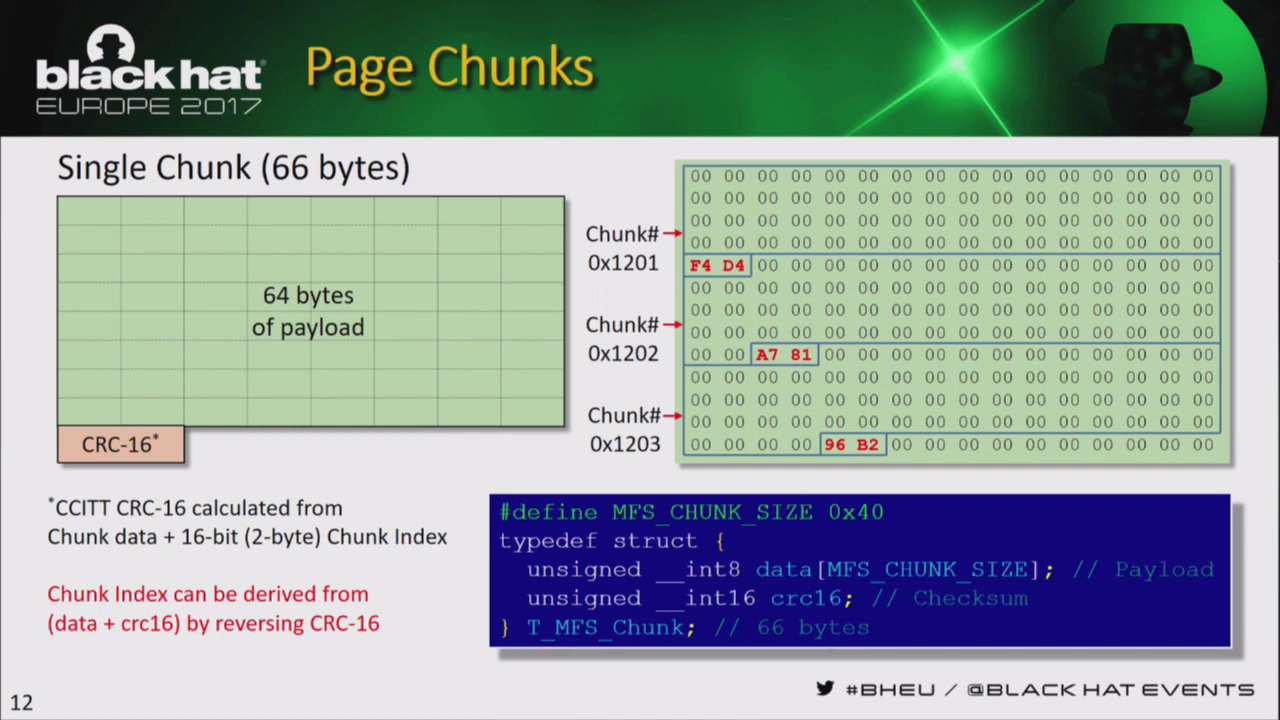 black hat
EUROPE 2017
Page Chunks
Single Chunk (66 bytes)
64 bytes
of payload
CRC-16*
*CCITT CRC-16 calculated from
Chunk data + 16-bit (2-byte) Chunk Index
Chunk Index can be derived from
(data + crc16) by reversing CRC-16
Chunk#
0x1201
Chunk#
0x1202
Chunk#
0x1203
00 00 00 00 00 00 00 00 00 00 00 00 00 00 00 00
00 00 00 00 00 00 00 00 00 00 00 00 00 00 00 00
00 00 00 00 00 00 00 00 00 00 00 00 00 00 00 00
00 00 00 00 00 00 00 00 00 00 00 00 00 00 00 00
F4 D4 00 00 00 00 00 00 00 00 00 00 00 00 00 00
00 00 00 00 00 00 00 00 00 00 00 00 00 00 00 00
00 00 00 00 00 00 00 00 00 00 00 00 00 00 00 00
00 00 00 00 00 00 00 00 00 00 00 00 00 00 00 00
00 00 A7 81 00 00 00 00 00 00 00 00 00 00 00 00
00 00 00 00 00 00 00 00 00 00 00 00 00 00 00 00
00 00 00 00 00 00 00 00 00 00 00 00 00 00 00 00
00 00 00 00 00 00 00 00 00 00 00 00 00 00 00 00
00 00 00 00 96 B2 00 00 00 00 00 00 00 00 00 00
#define MFS_CHUNK_SIZE 0x40
typedef struct {
unsigned __int8 data[MFS_CHUNK_SIZE]; // Payload
unsigned __int16 crc16; // Checksum
} T_MFS_Chunk; // 66 bytes
12
#BHEU / @BLACK HAT EVENTS